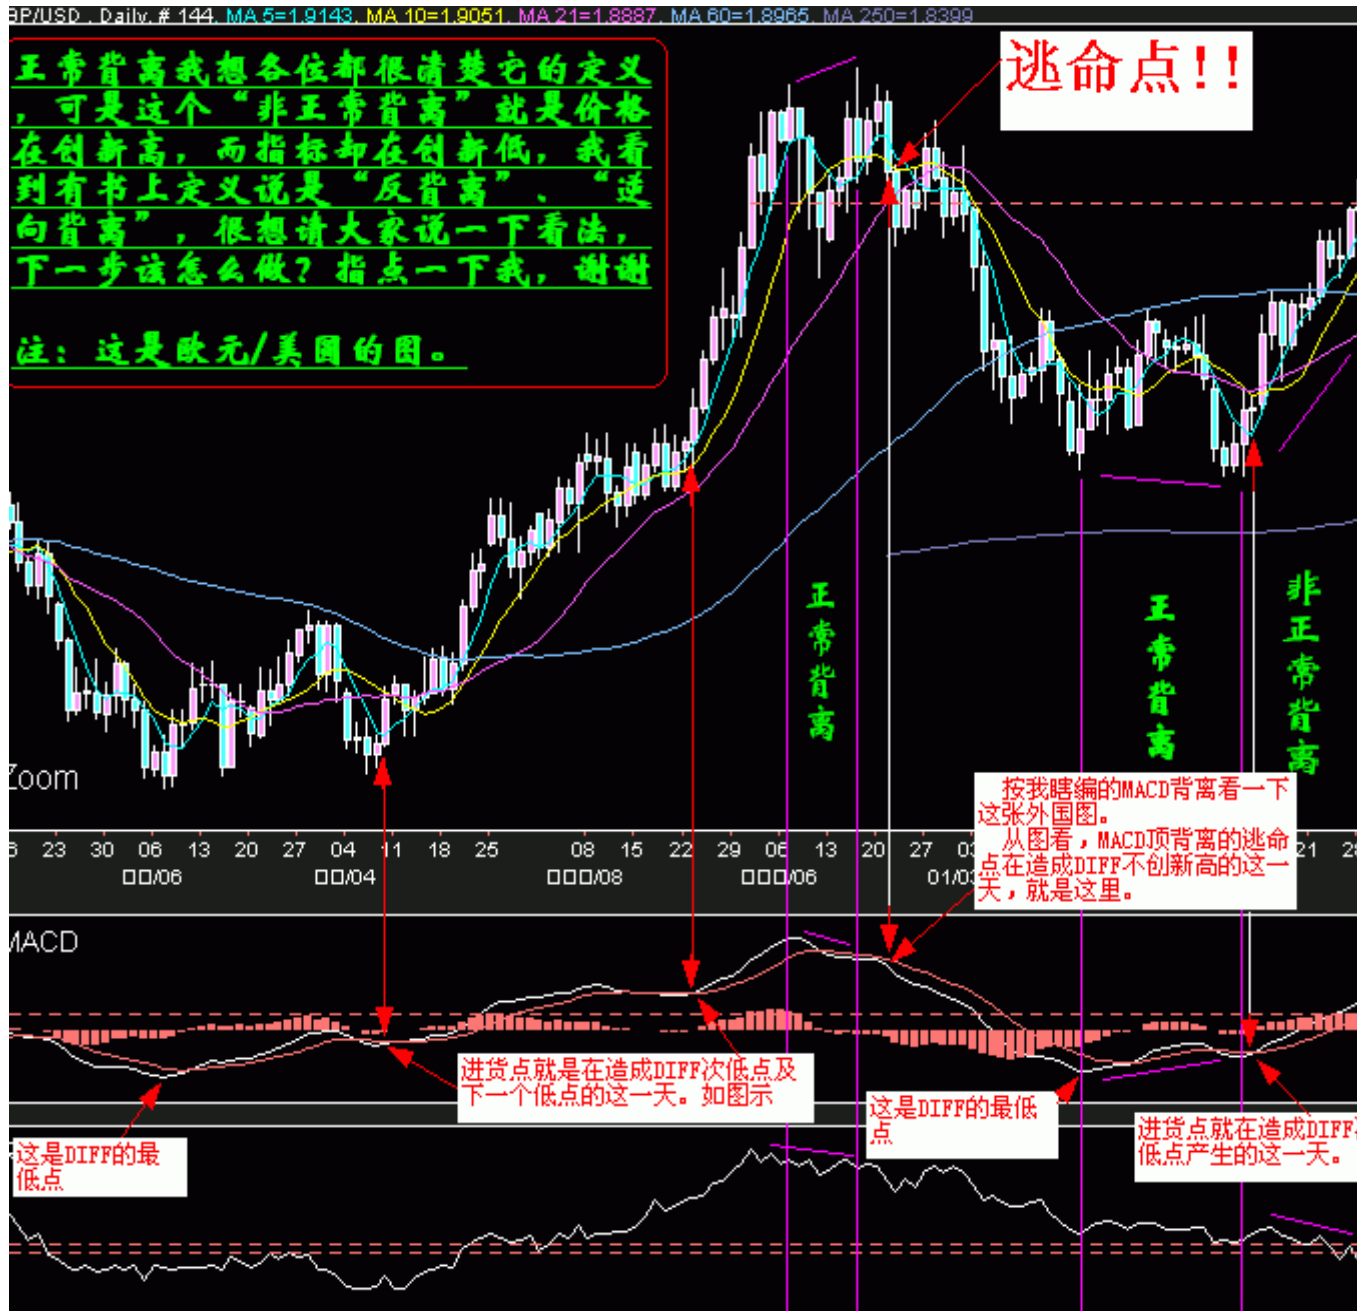 BP/USD , Daily, # 144, MA 5=1.9143, MA 10=1.9051, MA 21=1.8887, MA 60=1.8965, MA 250=1.8399
正常背离我想各位都很清楚它的定义
，可是这个“非正常背离”就是价格
在创新高，而指标却在创新低，我看
到有书上定义说是“反背离”、“逆
向背离”，很想请大家说一下看法，
下一步该怎么做？指点一下我，谢谢
注：这是欧元/美圆的图。
逃命点!!
正常背离
正常背离
非正常背离
Zoom
按我瞎编的MACD背离看一下
这张外国图。
从图看，MACD顶背离的逃命
点在造成DIFF不创新高的这一
天，就是这里。
23 30 06 13 20 27 04 11 18 25 08 15 22 29 06 13 20 27 03 21 28
□□/06 □□/04 □□□/08 □□□/06 01/03
MACD
进货点就是在造成DIFF次低点及
下一个低点的这一天。如图示
这是DIFF的最低
点
进货点就在造成DIFF
低点产生的这一天。
这是DIFF的最
低点